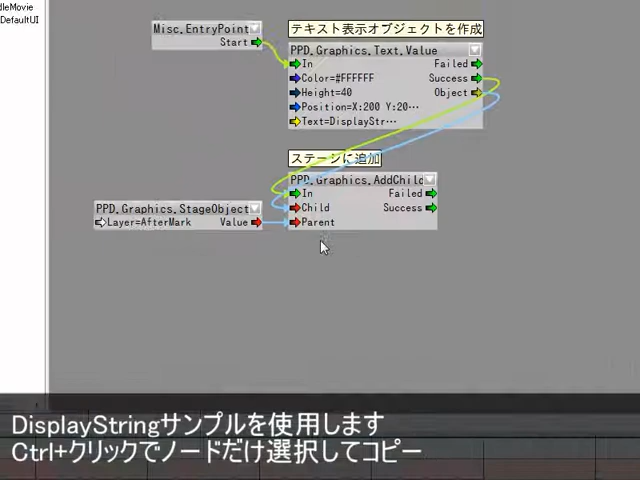 dleMovie
DefaultUI
Misc.EntryPoint
Start
テキスト表示オブジェクトを作成
PPD.Graphics.Text.Value
In
Failed
Color=#FFFFFF
Success
Height=40
Object
Position=X:200 Y:20…
Text=DisplayStr…
ステージに追加
PPD.Graphics.AddChild
In
Failed
Child
Success
Parent
PPD.Graphics.StageObject
Layer=AfterMark
Value
DisplayStringサンプルを使用します
Ctrl+クリックでノードだけ選択してコピー